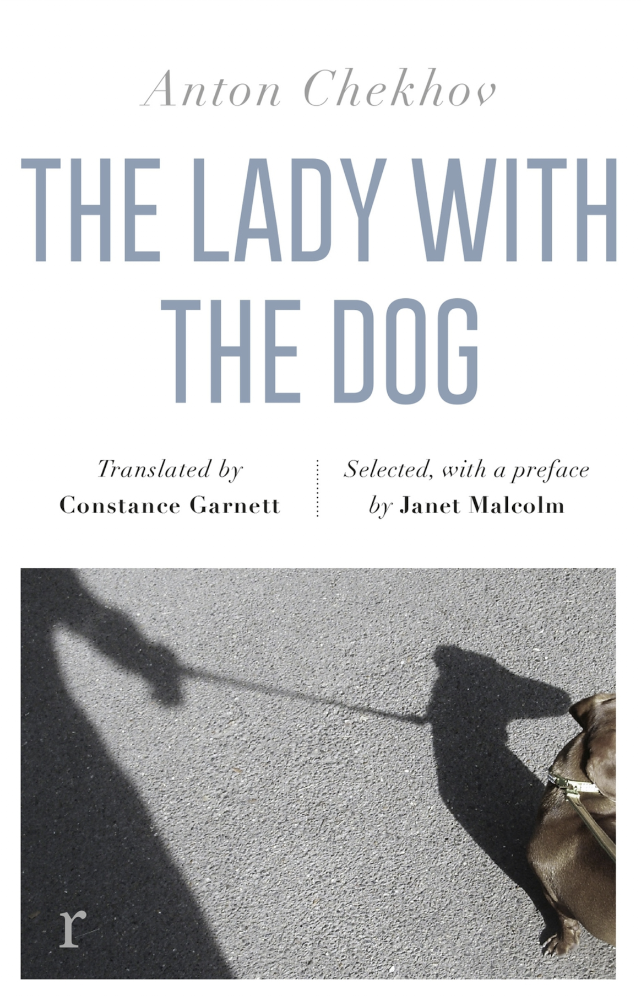 Anton Chekhov
THE LADY WITH
THE DOG
Translated by
Constance Garnett
Selected, with a preface
by Janet Malcolm
r